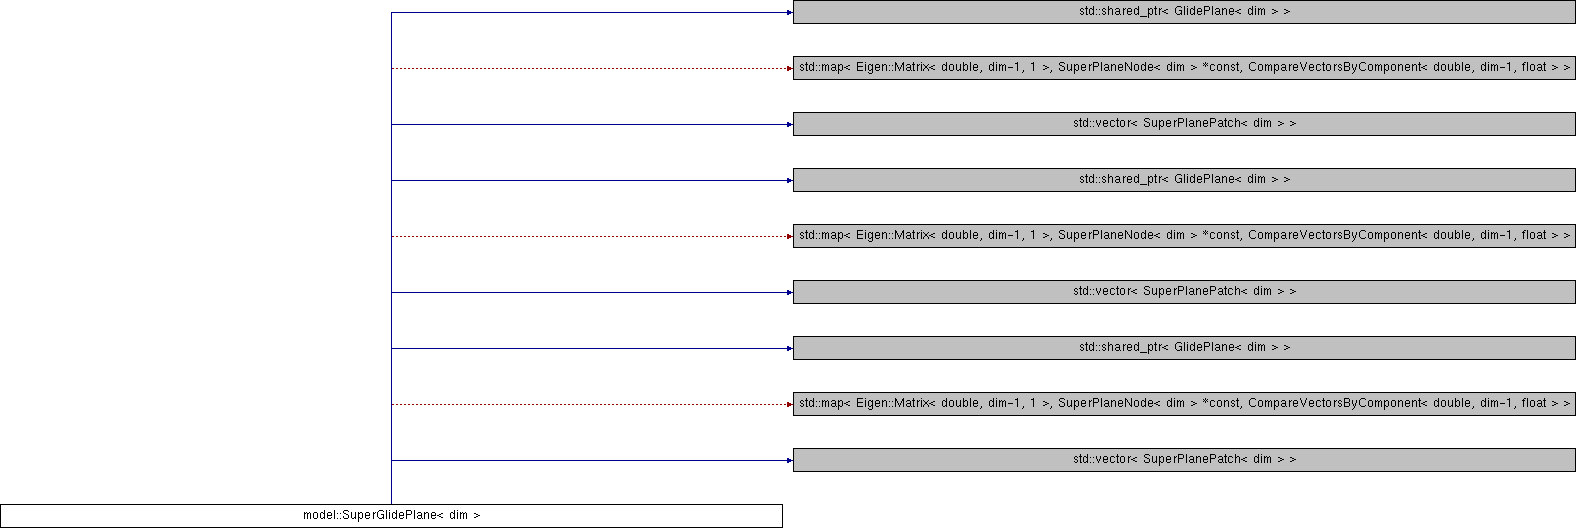 std::shared_ptr< GlidePlane< dim > >
std::map< Eigen::Matrix< double, dim-1, 1 >, SuperPlaneNode< dim > *const, CompareVectorsByComponent< double, dim-1, float > >
std::vector< SuperPlanePatch< dim > >
std::shared_ptr< GlidePlane< dim > >
std::map< Eigen::Matrix< double, dim-1, 1 >, SuperPlaneNode< dim > *const, CompareVectorsByComponent< double, dim-1, float > >
std::vector< SuperPlanePatch< dim > >
std::shared_ptr< GlidePlane< dim > >
std::map< Eigen::Matrix< double, dim-1, 1 >, SuperPlaneNode< dim > *const, CompareVectorsByComponent< double, dim-1, float > >
std::vector< SuperPlanePatch< dim > >
model::SuperGlidePlane< dim >